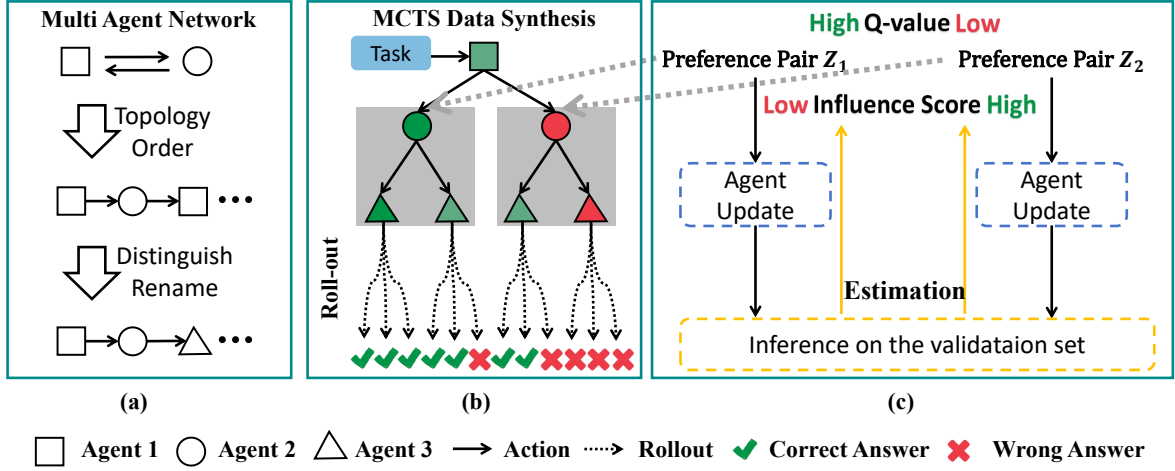 Multi Agent Network
Topology
Order
•••
Distinguish
Rename
•••
(a)
MCTS Data Synthesis
Task
Roll-out
(b)
High Q-value Low
Preference Pair Z₁
Preference Pair Z₂
Low Influence Score High
Agent
Update
Agent
Update
Estimation
Inference on the validataion set
(c)
Agent 1
Agent 2
Agent 3
Action
Rollout
Correct Answer
Wrong Answer